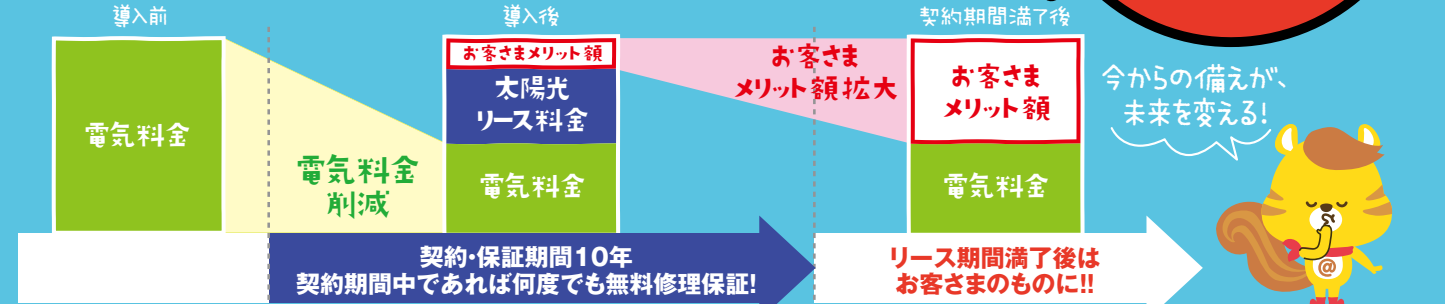 導入前
電気料金
電気料金
削減
導入後
お客さまメリット額
太陽光
リース料金
電気料金
お客さま
メリット額拡大
契約期間満了後
お客さま
メリット額
電気料金
今からの備えが、
未来を変える!
@
契約・保証期間10年
契約期間中であれば何度でも無料修理保証!
リース期間満了後は
お客さまのものに!!